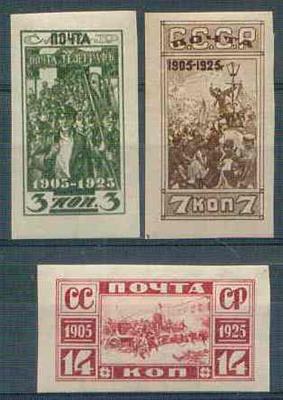 ПОЧТА
ПОЧТА ТЕЛЕГРАФ
1905-1925
3 КОП. 3
С.С.С.Р
ПОЧТА
1905-1925
7 КОП 7
СС ПОЧТА СР
1905 1925
14 КОП 14